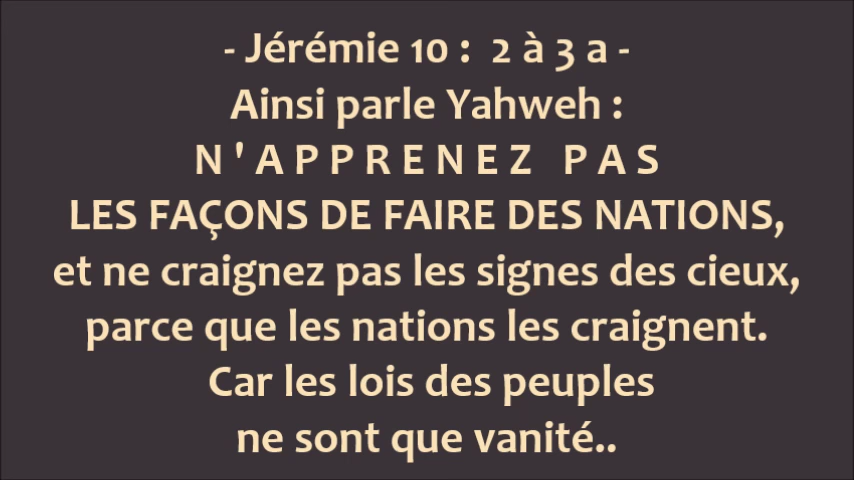 - Jérémie 10 :  2 à 3 a -
Ainsi parle Yahweh :
N ' A P P R E N E Z   P A S
LES FAÇONS DE FAIRE DES NATIONS,
et ne craignez pas les signes des cieux,
parce que les nations les craignent.
Car les lois des peuples
ne sont que vanité..